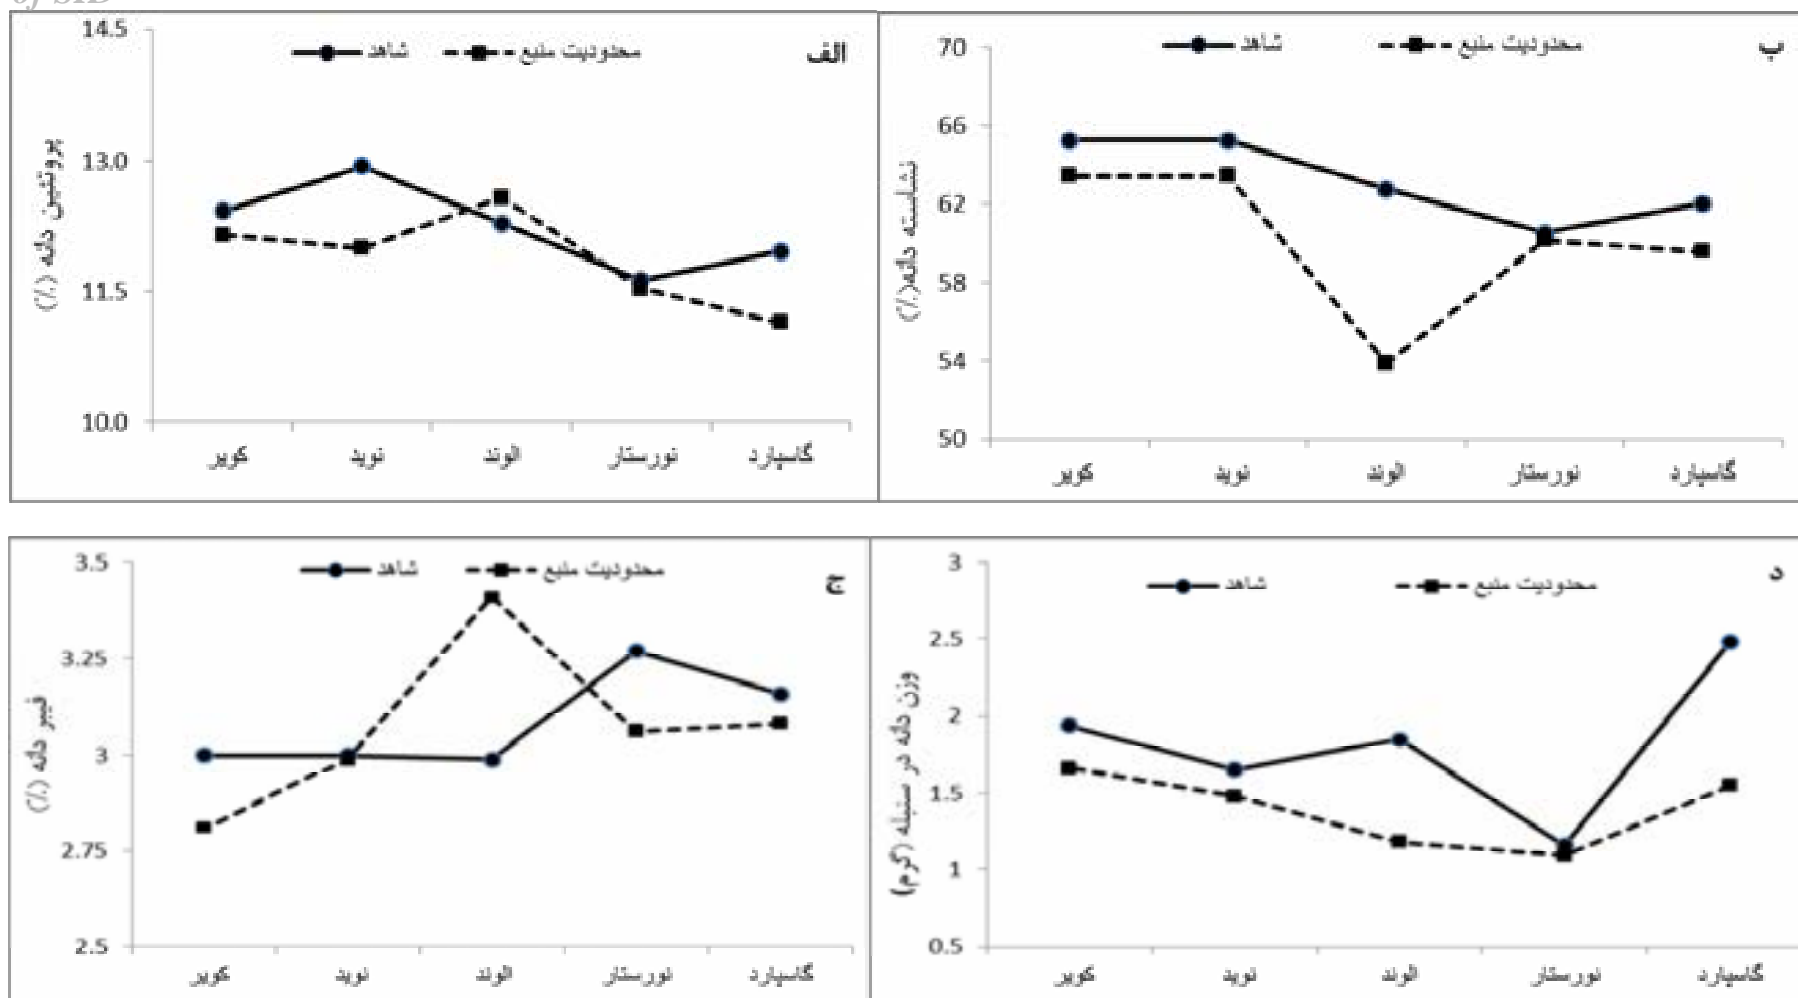 of SID
الف
شاهد
محدودیت منبع
پروتئین دانه (٪)
14.5
13.0
11.5
10.0
کویر
نوید
الوند
نورستار
گاسپارد
ب
شاهد
محدودیت منبع
نشاسته دانه(٪)
70
66
62
58
54
50
کویر
نوید
الوند
نورستار
گاسپارد
ج
شاهد
محدودیت منبع
فیبر دانه (٪)
3.5
3.25
3
2.75
2.5
کویر
نوید
الوند
نورستار
گاسپارد
د
شاهد
محدودیت منبع
وزن دانه در سنبله (گرم)
3
2.5
2
1.5
1
0.5
کویر
نوید
الوند
نورستار
گاسپارد